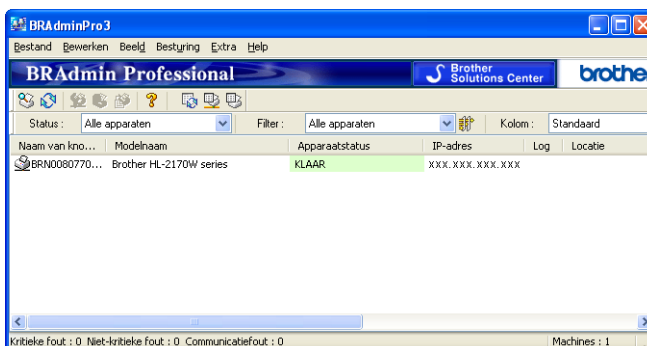 BRAdminPro3
Bestand Bewerken Beeld Besturing Extra Help
BRAdmin Professional Brother Solutions Center brothe
Status : Alle apparaten Filter : Alle apparaten Kolom : Standaard
Naam van kno... Modelnaam Apparaatstatus IP-adres Log Locatie
BRN0080770... Brother HL-2170W series KLAAR XXX.XXX.XXX.XXX
Kritieke fout : 0 Niet-kritieke fout : 0 Communicatiefout : 0 Machines : 1